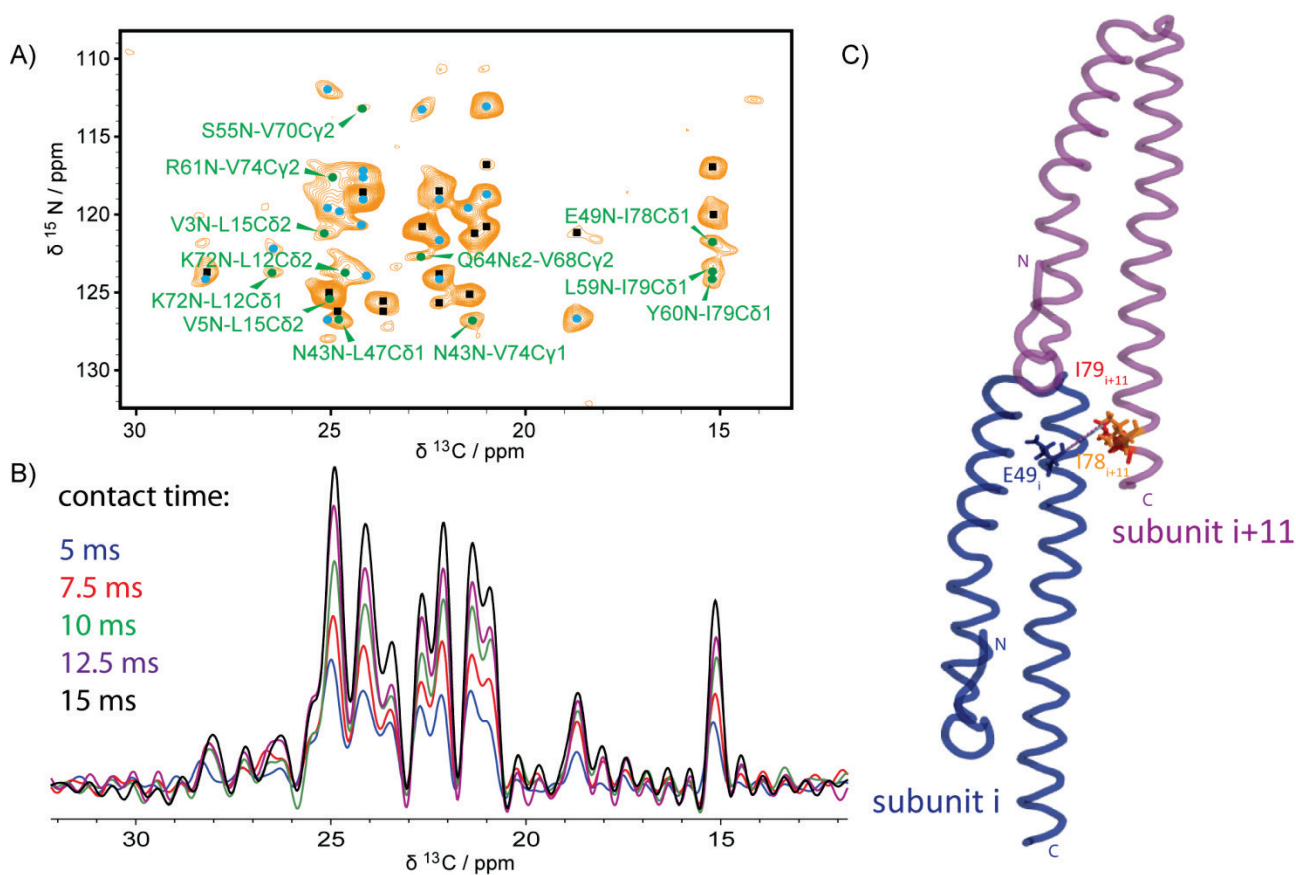 A)
110
115
120
125
130
δ ¹⁵N / ppm
S55N-V70Cγ2
R61N-V74Cγ2
V3N-L15Cδ2
K72N-L12Cδ2
K72N-L12Cδ1
V5N-L15Cδ2
N43N-L47Cδ1
E49N-I78Cδ1
Q64Nε2-V68Cγ2
L59N-I79Cδ1
Y60N-I79Cδ1
N43N-V74Cγ1
30
25
20
15
δ ¹³C / ppm
B)
contact time:
5 ms
7.5 ms
10 ms
12.5 ms
15 ms
30
25
20
15
δ ¹³C / ppm
C)
N
I79i+11
E49i
I78i+11
C
subunit i+11
N
subunit i
C